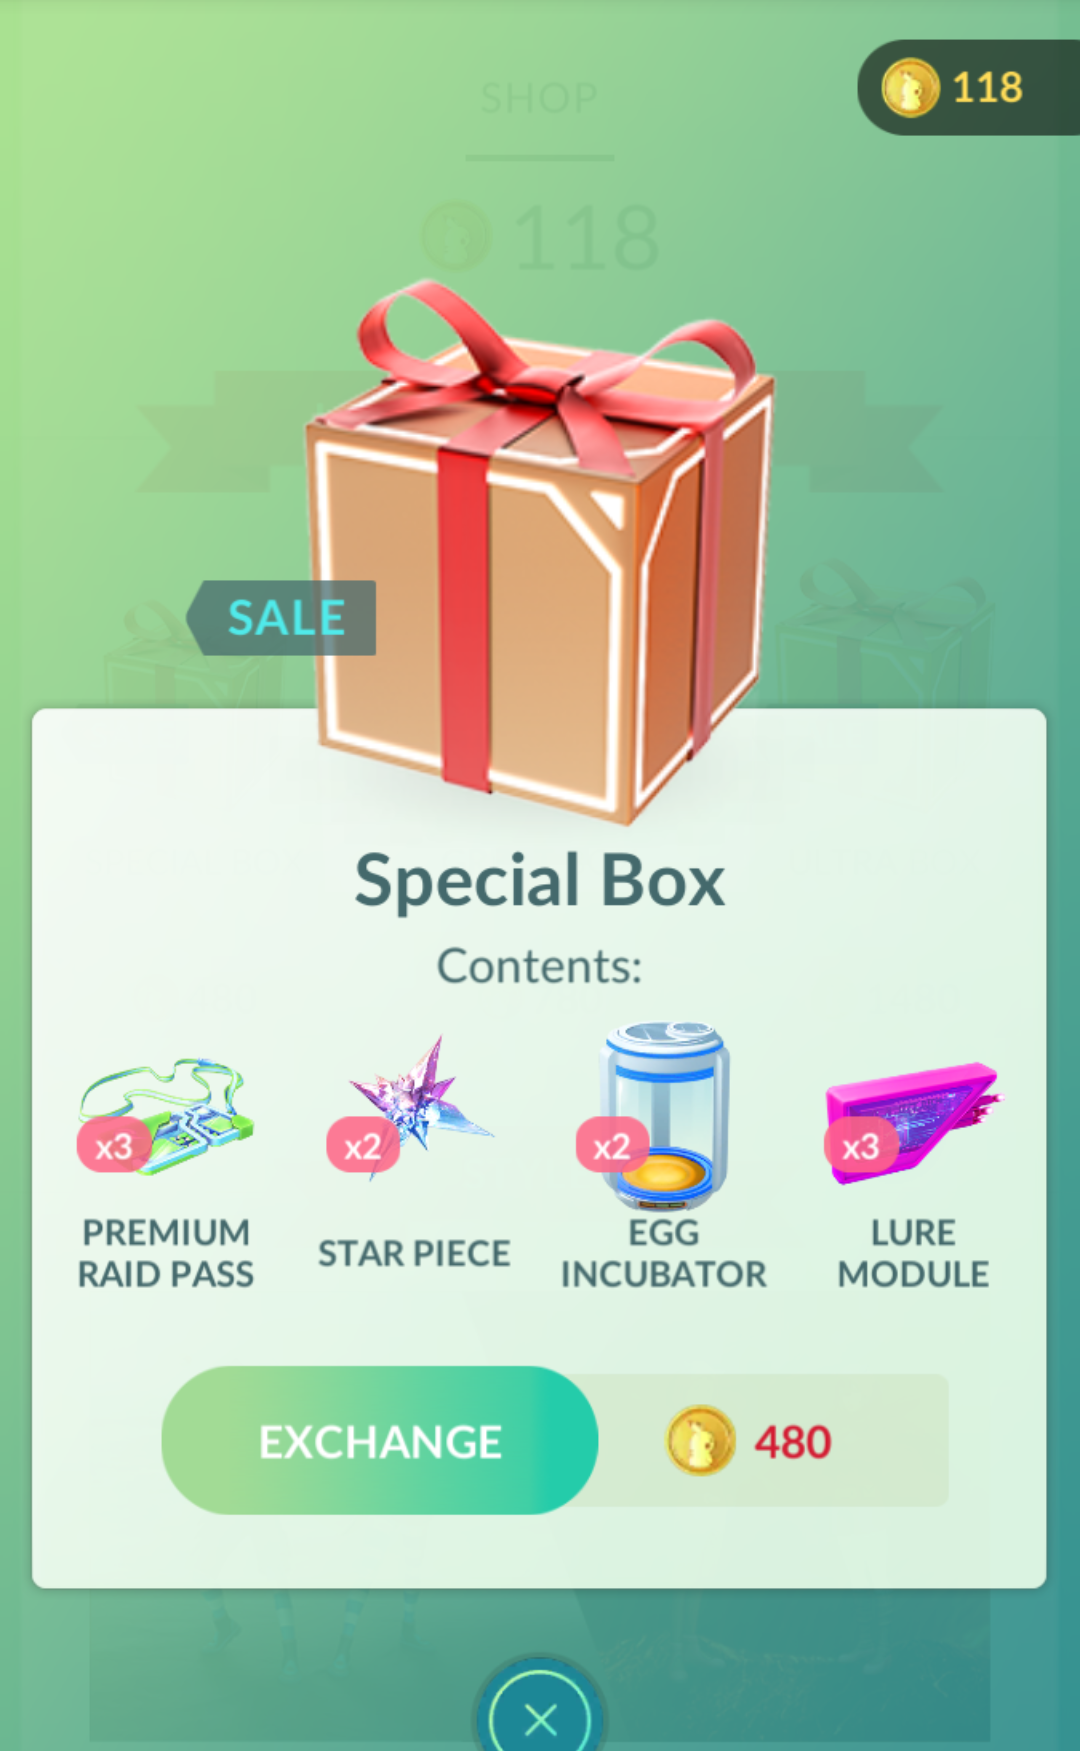 118
SHOP
118
SALE
Special Box
Contents:
x3
x2
x2
x3
PREMIUM
RAID PASS
STAR PIECE
EGG
INCUBATOR
LURE
MODULE
EXCHANGE
480